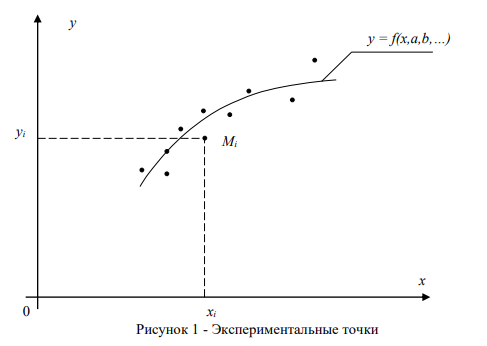 y
y = f(x,a,b,…)
yᵢ
Mᵢ
x
0
xᵢ
Рисунок 1 - Экспериментальные точки